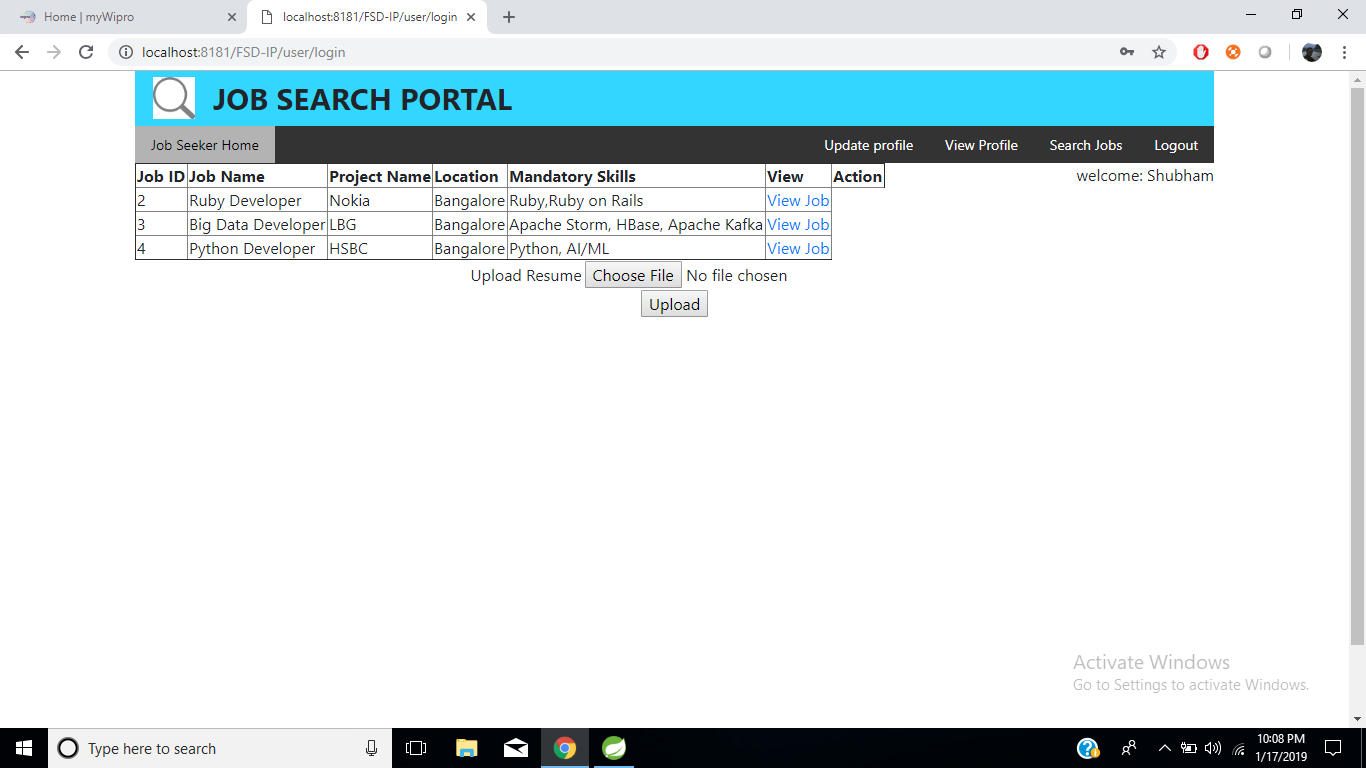 Home | myWipro
localhost:8181/FSD-IP/user/login
localhost:8181/FSD-IP/user/login
JOB SEARCH PORTAL
Job Seeker Home Update profile View Profile Search Jobs Logout
Job ID Job Name Project Name Location Mandatory Skills View Action
welcome: Shubham
2 Ruby Developer Nokia Bangalore Ruby,Ruby on Rails View Job
3 Big Data Developer LBG Bangalore Apache Storm, HBase, Apache Kafka View Job
4 Python Developer HSBC Bangalore Python, AI/ML View Job
Upload Resume Choose File No file chosen
Upload
Activate Windows
Go to Settings to activate Windows.
Type here to search
10:08 PM
1/17/2019